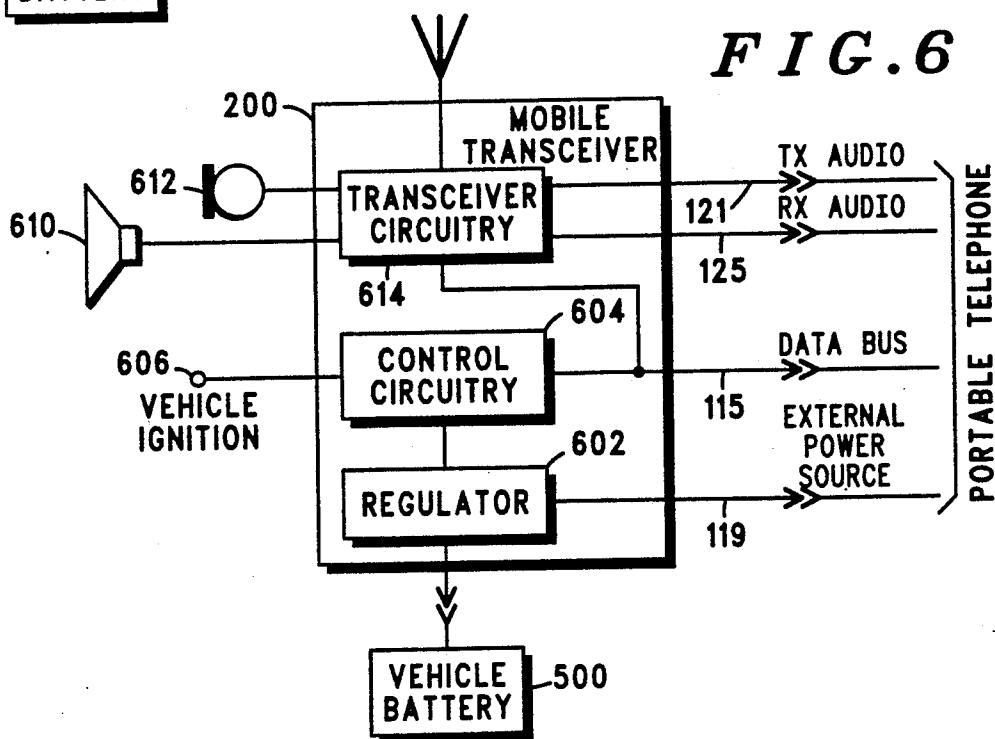 FIG.6
200
MOBILE
TRANSCEIVER
612
TRANSCEIVER
CIRCUITRY
TX AUDIO
121
RX AUDIO
610
125
614
604
606
CONTROL
CIRCUITRY
DATA BUS
VEHICLE
IGNITION
115
EXTERNAL
POWER
SOURCE
602
REGULATOR
119
PORTABLE TELEPHONE
VEHICLE
BATTERY
500